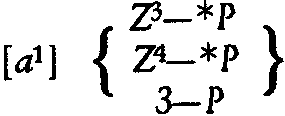 Z³—*P
[a¹] { Z⁴—*P }
3—P